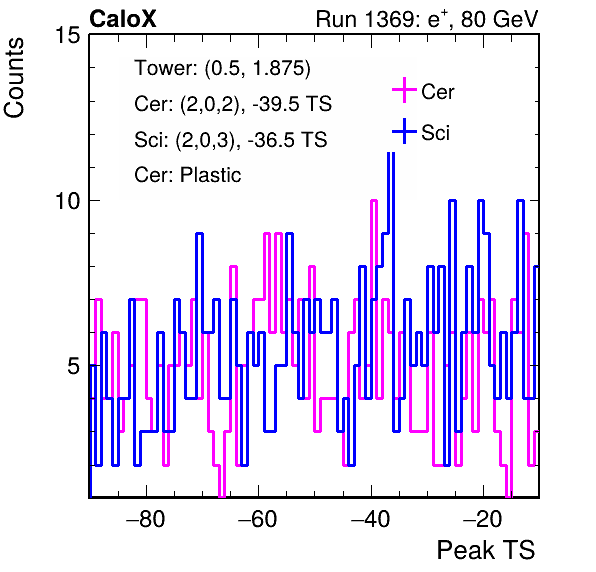 CaloX Run 1369: e⁺, 80 GeV
Counts
15
10
5
Tower: (0.5, 1.875)
Cer: (2,0,2), -39.5 TS
Sci: (2,0,3), -36.5 TS
Cer: Plastic
Cer
Sci
−80 −60 −40 −20
Peak TS